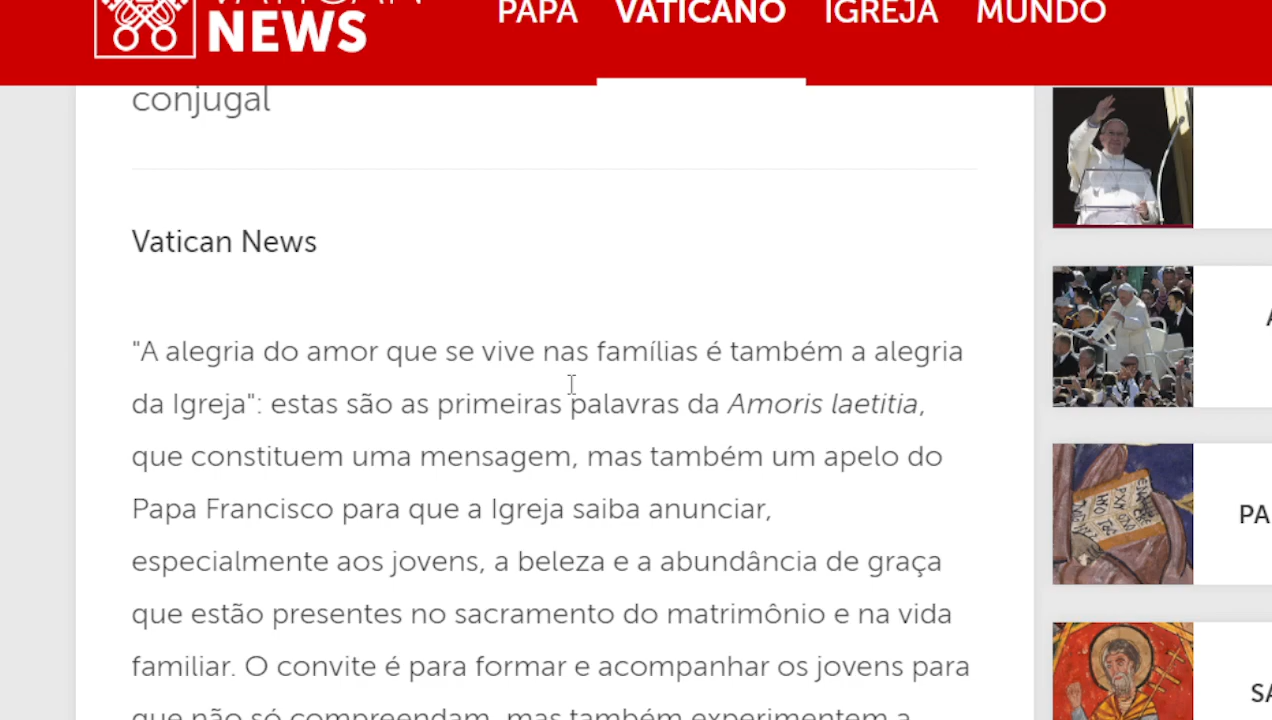 VATICAN
NEWS
PAPA VATICANO IGREJA MUNDO
conjugal
Vatican News
"A alegria do amor que se vive nas famílias é também a alegria
da Igreja": estas são as primeiras palavras da Amoris laetitia,
que constituem uma mensagem, mas também um apelo do
Papa Francisco para que a Igreja saiba anunciar,
especialmente aos jovens, a beleza e a abundância de graça
que estão presentes no sacramento do matrimônio e na vida
familiar. O convite é para formar e acompanhar os jovens para
que não só compreendam, mas também experimentem a
A
PA
SA